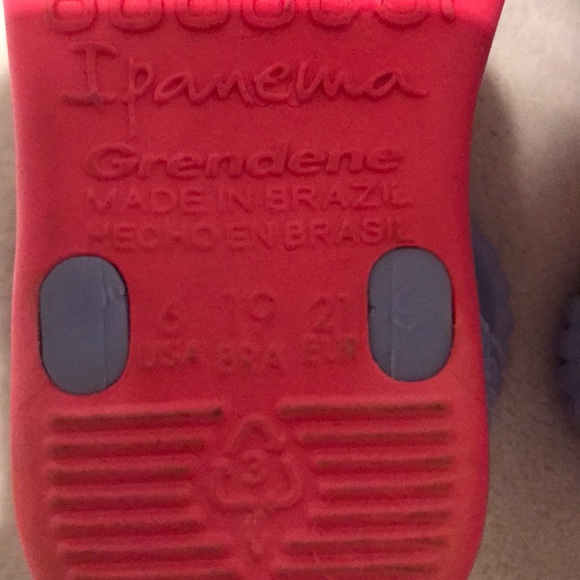 Ipanema
Grendene
MADE IN BRAZIL
HECHO EN BRASIL
6 19 21
USA BRA EUR
3
V